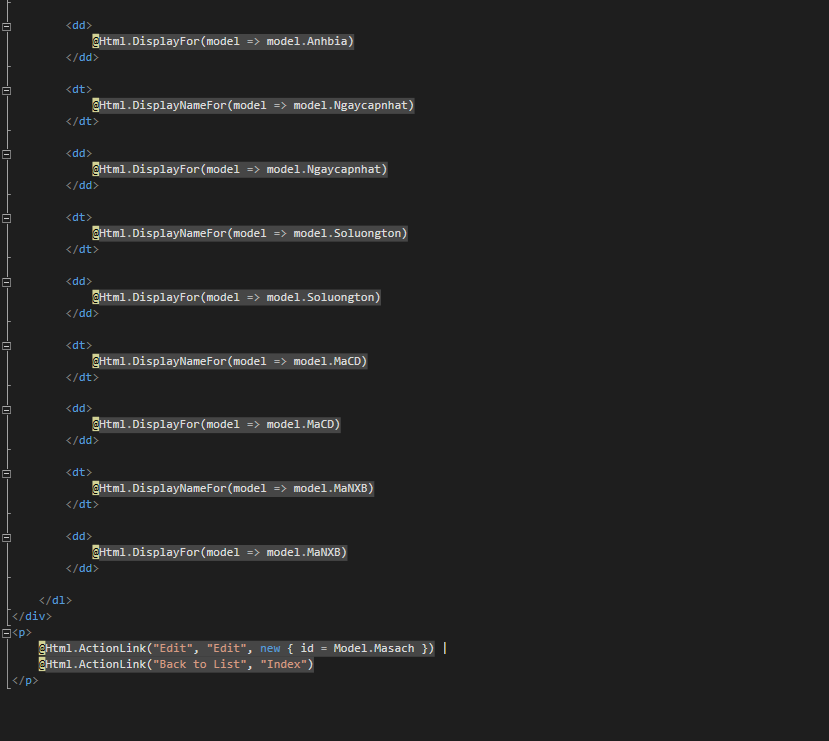 <dd>
@Html.DisplayFor(model => model.Anhbia)
</dd>
<dt>
@Html.DisplayNameFor(model => model.Ngaycapnhat)
</dt>
<dd>
@Html.DisplayFor(model => model.Ngaycapnhat)
</dd>
<dt>
@Html.DisplayNameFor(model => model.Soluongton)
</dt>
<dd>
@Html.DisplayFor(model => model.Soluongton)
</dd>
<dt>
@Html.DisplayNameFor(model => model.MaCD)
</dt>
<dd>
@Html.DisplayFor(model => model.MaCD)
</dd>
<dt>
@Html.DisplayNameFor(model => model.MaNXB)
</dt>
<dd>
@Html.DisplayFor(model => model.MaNXB)
</dd>
</dl>
</div>
<p>
@Html.ActionLink("Edit", "Edit", new { id = Model.Masach }) |
@Html.ActionLink("Back to List", "Index")
</p>